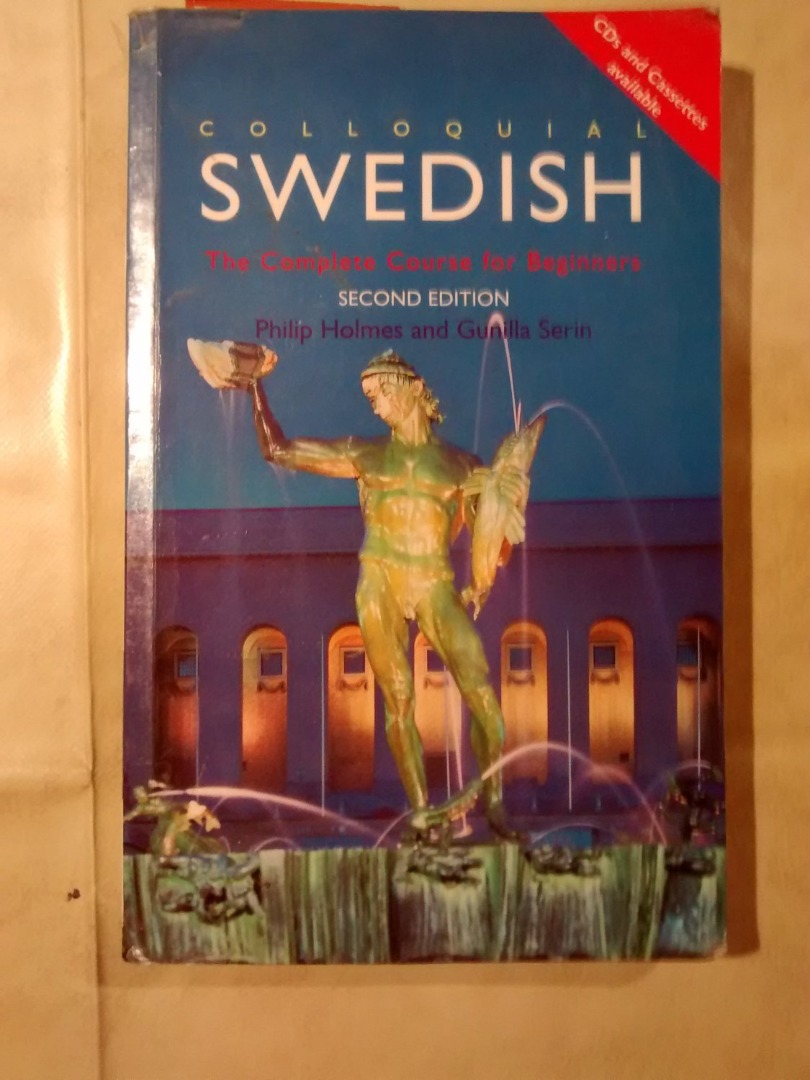 CDs and Cassettes
available
COLLOQUIAL
SWEDISH
The Complete Course for Beginners
SECOND EDITION
Philip Holmes and Gunilla Serin